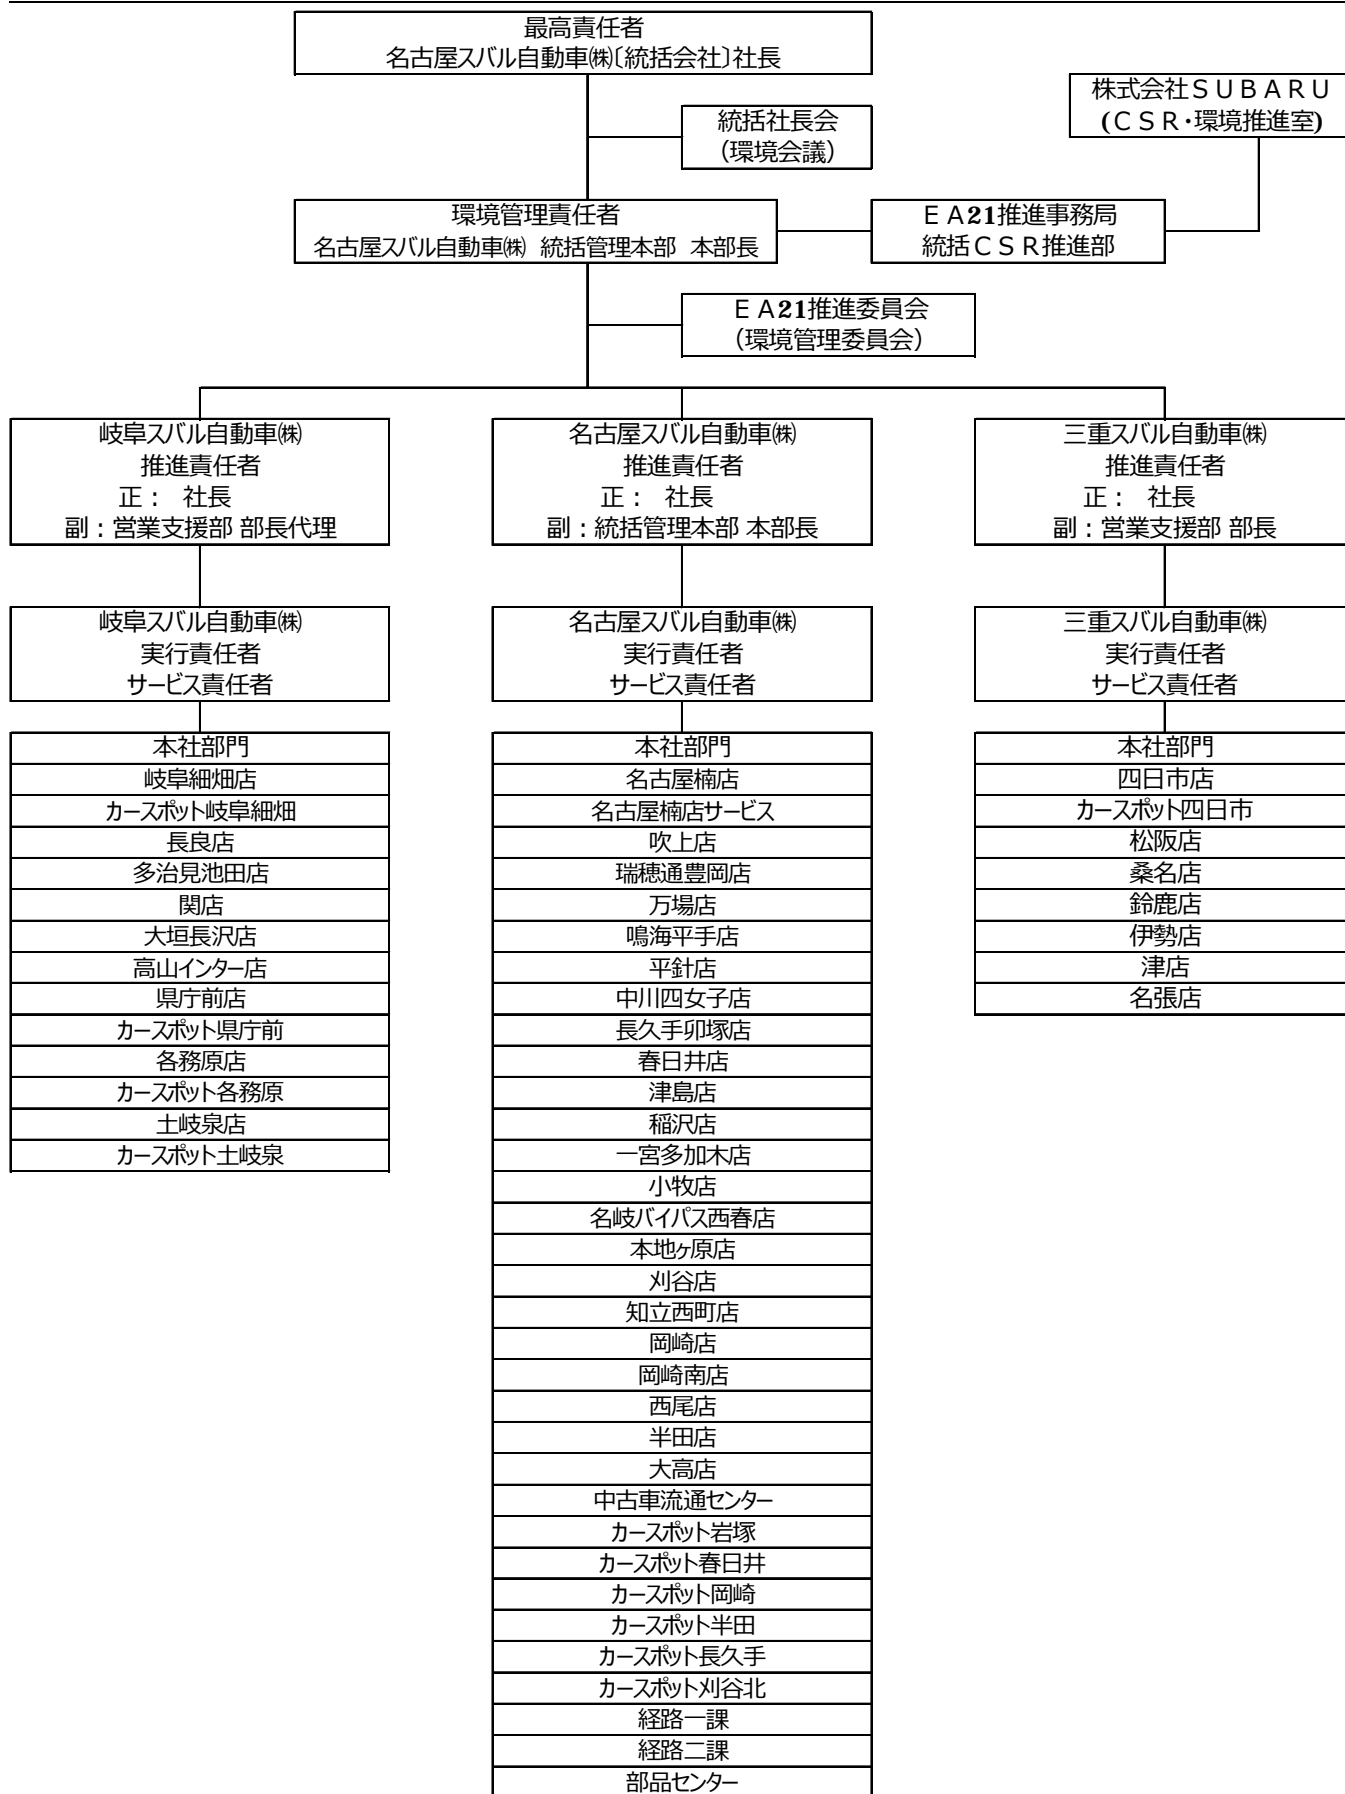 最高責任者
名古屋スバル自動車㈱〔統括会社〕社長
株式会社ＳＵＢＡＲＵ
(ＣＳＲ・環境推進室)
統括社長会
（環境会議）
環境管理責任者
名古屋スバル自動車㈱ 統括管理本部 本部長
ＥＡ21推進事務局
統括ＣＳＲ推進部
ＥＡ21推進委員会
（環境管理委員会）
岐阜スバル自動車㈱
推進責任者
正： 社長
副：営業支援部 部長代理
名古屋スバル自動車㈱
推進責任者
正： 社長
副：統括管理本部 本部長
三重スバル自動車㈱
推進責任者
正： 社長
副：営業支援部 部長
岐阜スバル自動車㈱
実行責任者
サービス責任者
名古屋スバル自動車㈱
実行責任者
サービス責任者
三重スバル自動車㈱
実行責任者
サービス責任者
本社部門
岐阜細畑店
カースポット岐阜細畑
長良店
多治見池田店
関店
大垣長沢店
高山インター店
県庁前店
カースポット県庁前
各務原店
カースポット各務原
土岐泉店
カースポット土岐泉
本社部門
名古屋楠店
名古屋楠店サービス
吹上店
瑞穂通豊岡店
万場店
鳴海平手店
平針店
中川四女子店
長久手卯塚店
春日井店
津島店
稲沢店
一宮多加木店
小牧店
名岐バイパス西春店
本地ヶ原店
刈谷店
知立西町店
岡崎店
岡崎南店
西尾店
半田店
大高店
中古車流通センター
カースポット岩塚
カースポット春日井
カースポット岡崎
カースポット半田
カースポット長久手
カースポット刈谷北
経路一課
経路二課
部品センター
本社部門
四日市店
カースポット四日市
松阪店
桑名店
鈴鹿店
伊勢店
津店
名張店